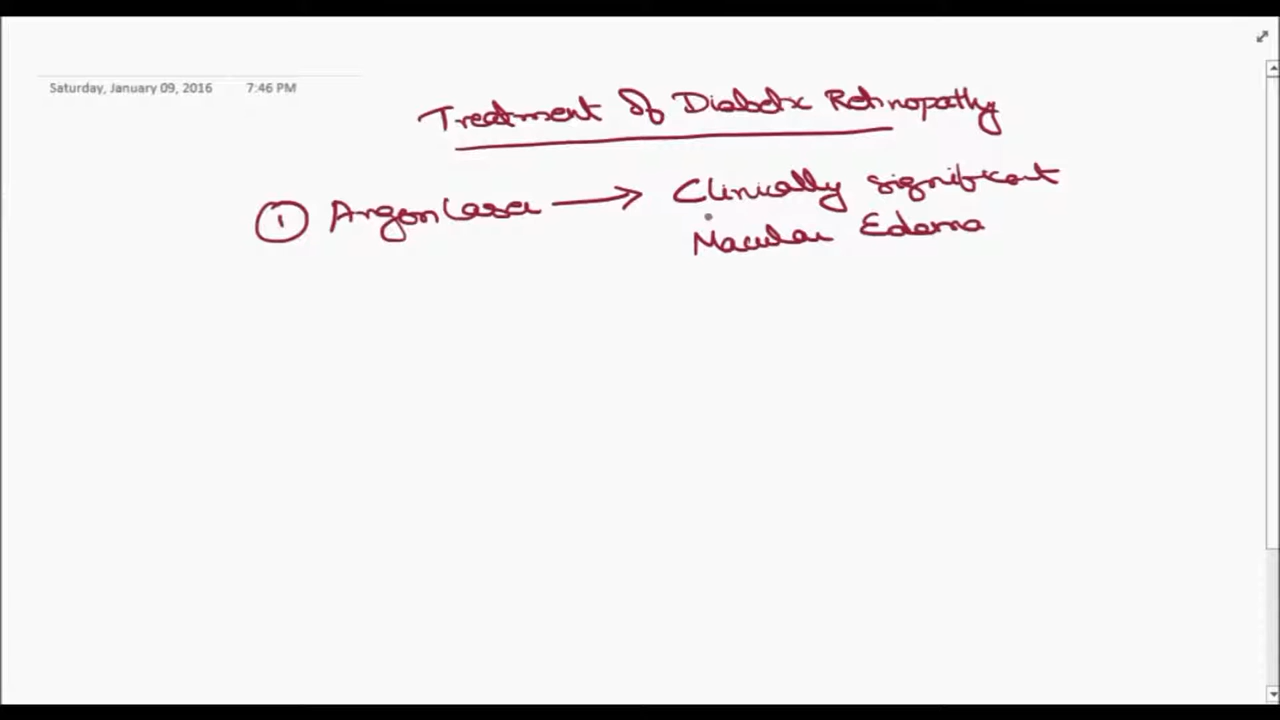 Saturday, January 09, 2016 7:46 PM
Treatment of Diabetic Retinopathy
① Argon laser → Clinically significant
Macular Edema